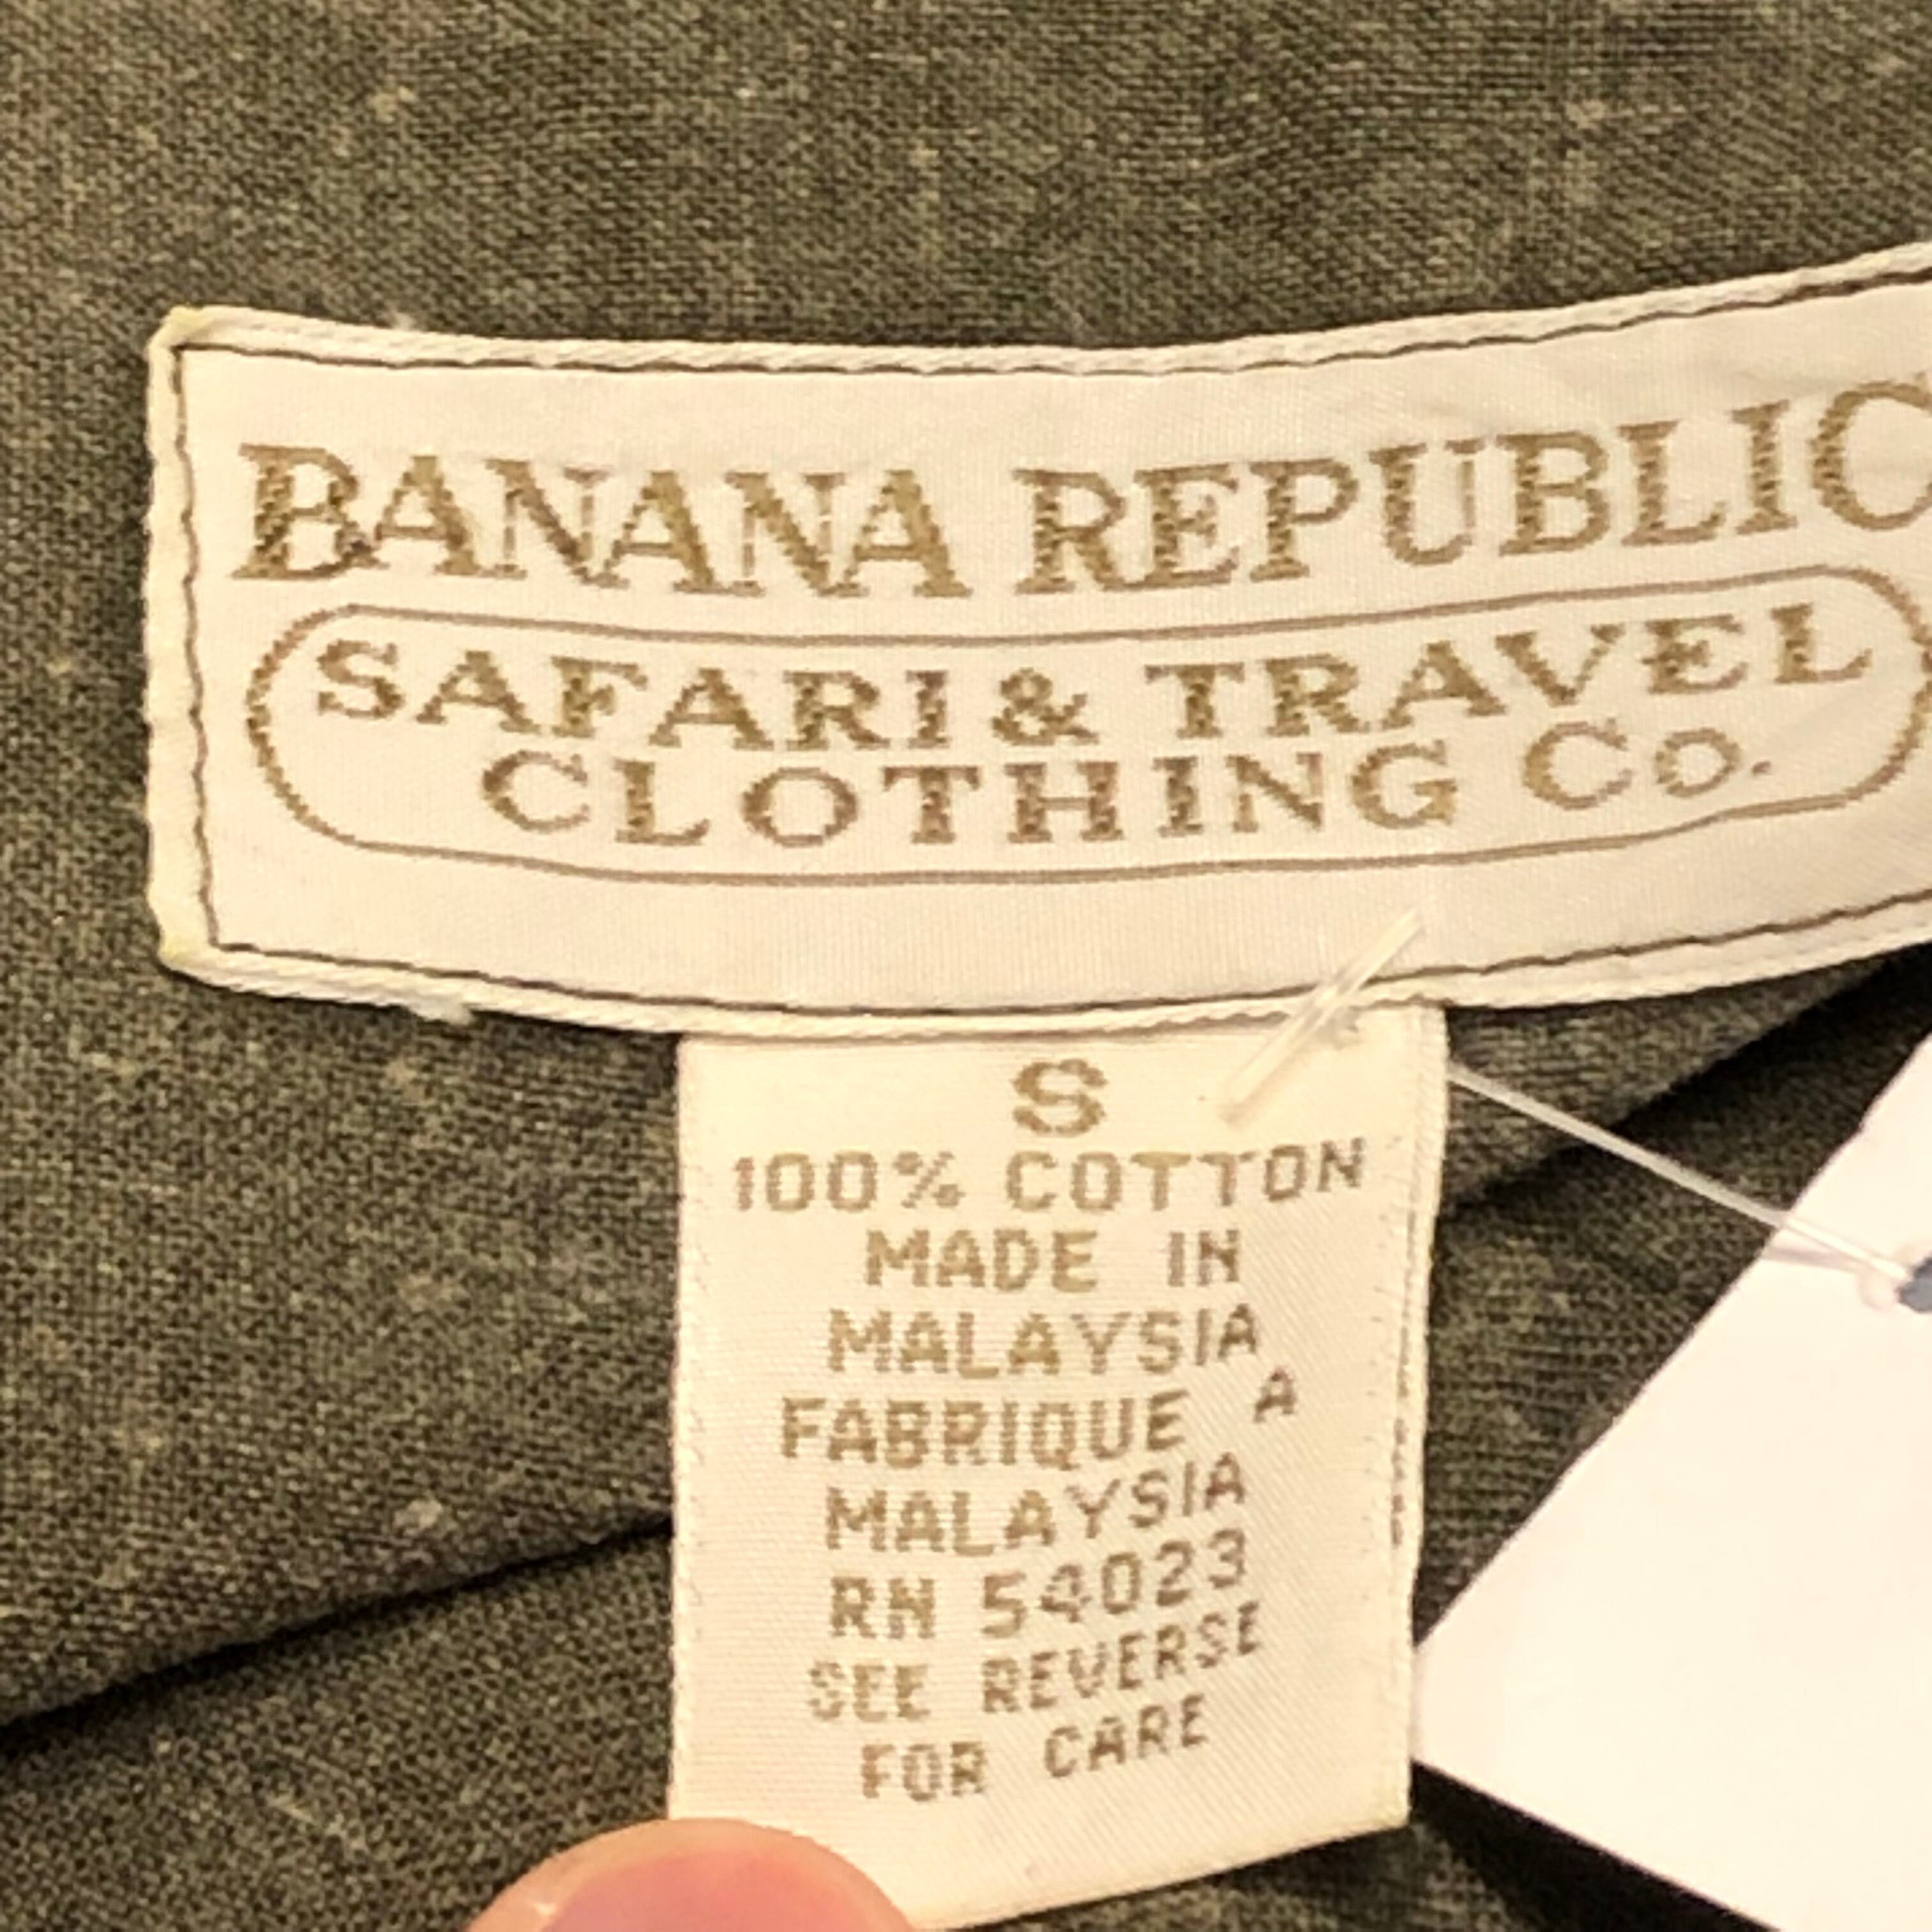 BANANA REPUBLIC
SAFARI & TRAVEL
CLOTHING CO.
S
100% COTTON
MADE IN
MALAYSIA
FABRIQUE A
MALAYSIA
RN 54023
SEE REVERSE
FOR CARE